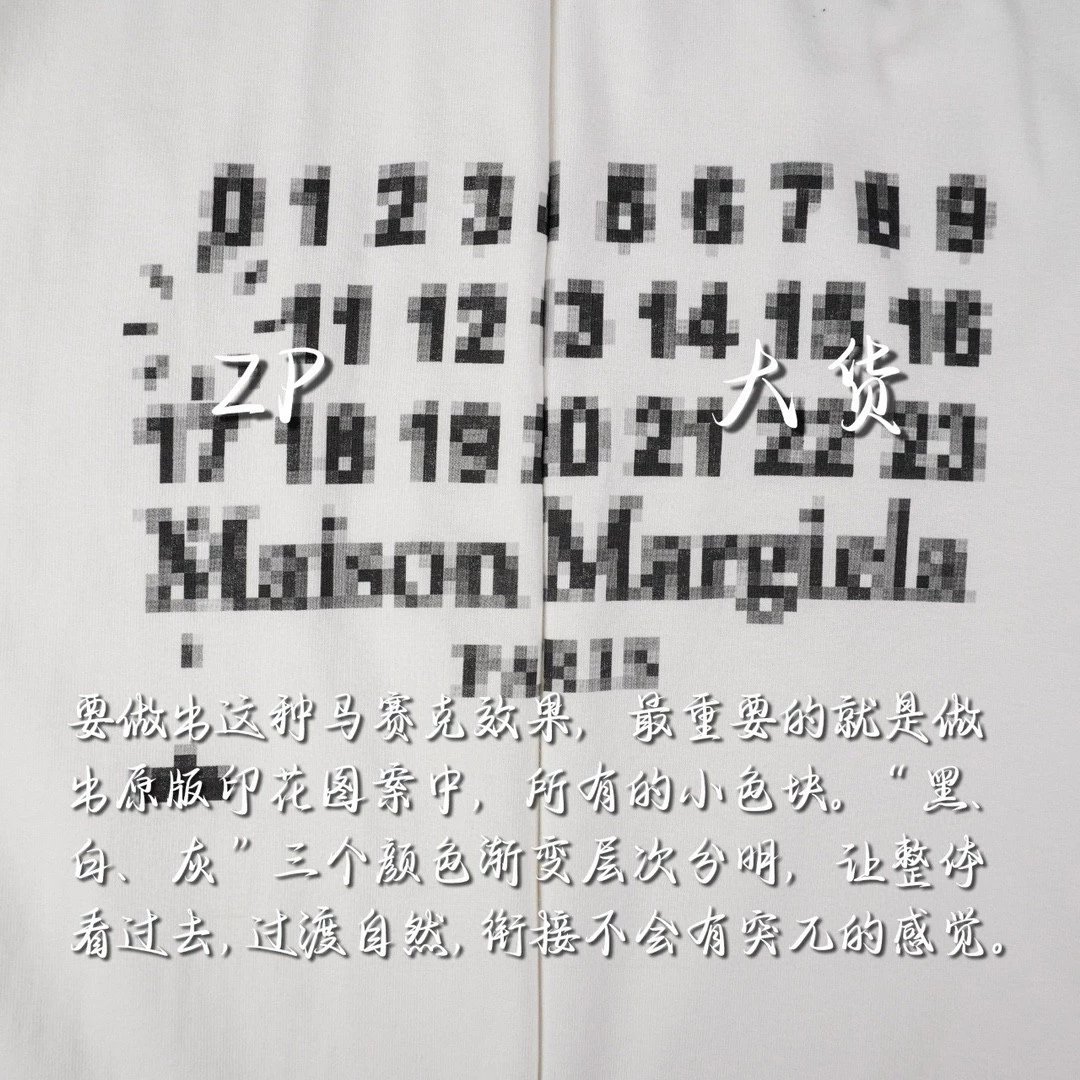 0 1 2 3 5 6 7 8 9
11 12 13 14 15 16
ZP 大货
17 18 19 20 21 22 23
Maison Margiela
PARIS
要做出这种马赛克效果，最重要的就是做
出原版印花图案中，所有的小色块。“黑、
白、灰”三个颜色渐变层次分明，让整体
看过去，过渡自然，衔接不会有突兀的感觉。